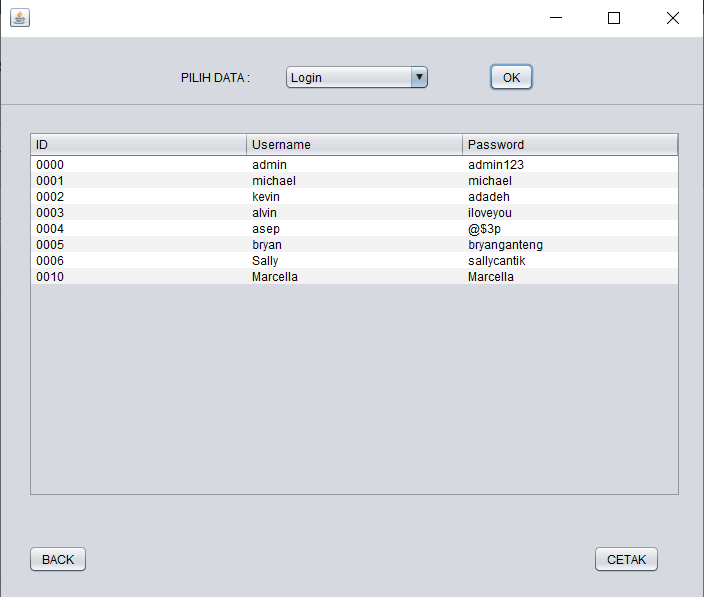 PILIH DATA : Login OK
ID Username Password
0000 admin admin123
0001 michael michael
0002 kevin adadeh
0003 alvin iloveyou
0004 asep @$3p
0005 bryan bryanganteng
0006 Sally sallycantik
0010 Marcella Marcella
BACK CETAK